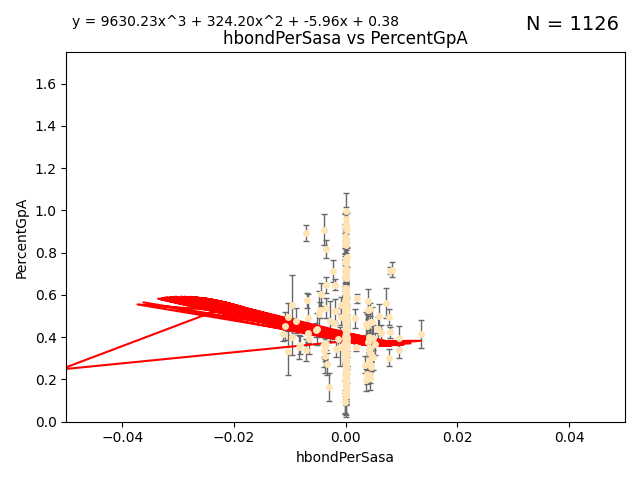 y = 9630.23x^3 + 324.20x^2 + -5.96x + 0.38
N = 1126
hbondPerSasa vs PercentGpA
1.6
1.4
1.2
1.0
0.8
0.6
0.4
0.2
0.0
PercentGpA
−0.04
−0.02
0.00
0.02
0.04
hbondPerSasa